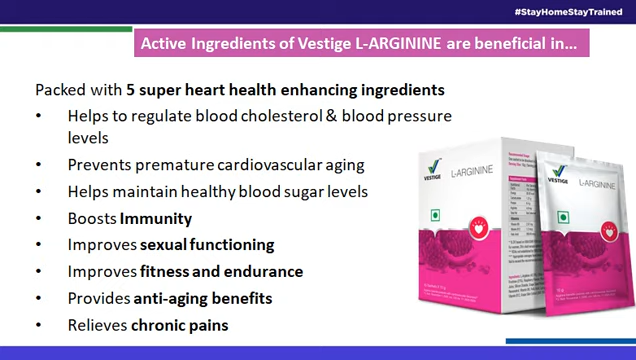 #StayHomeStayTrained
Active Ingredients of Vestige L-ARGININE are beneficial in…
Packed with 5 super heart health enhancing ingredients
• Helps to regulate blood cholesterol & blood pressure
levels
• Prevents premature cardiovascular aging
• Helps maintain healthy blood sugar levels
• Boosts Immunity
• Improves sexual functioning
• Improves fitness and endurance
• Provides anti-aging benefits
• Relieves chronic pains
VESTIGE
L-ARGININE
VESTIGE
L-ARGININE